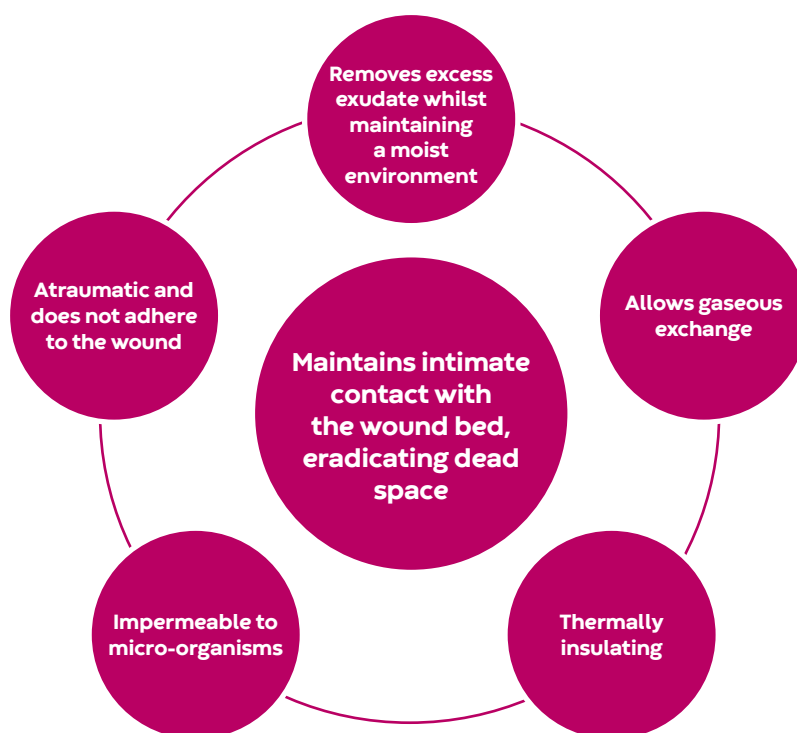 Removes excess
exudate whilst
maintaining
a moist
environment
Allows gaseous
exchange
Thermally
insulating
Impermeable to
micro-organisms
Atraumatic and
does not adhere
to the wound
Maintains intimate
contact with
the wound bed,
eradicating dead
space